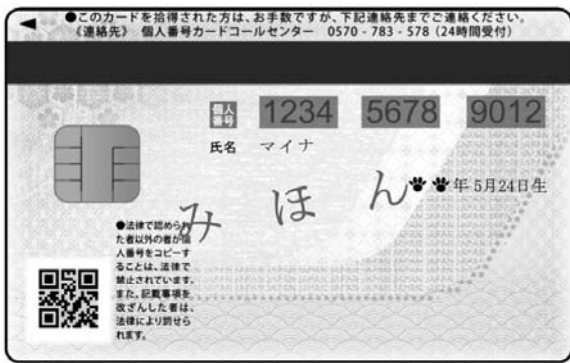 ●このカードを拾得された方は、お手数ですが、下記連絡先までご連絡ください。
《連絡先》 個人番号カードコールセンター 0570-783-578(24時間受付)
個人番号 1234 5678 9012
氏名 マイナ
年5月24日生
みほん
●法律で認められ
た者以外の者が個
人番号をコピーす
ることは、法律で
禁止されています。
また、記載事項を
改ざんした者は、
法律により罰せら
れます。